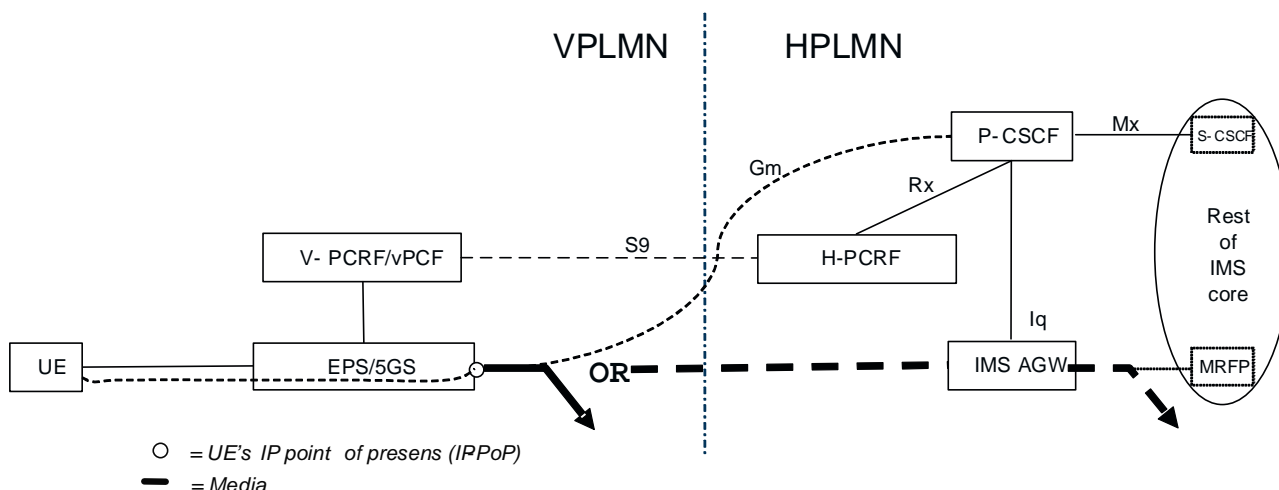 VPLMN
HPLMN
P- CSCF
Mx
S- CSCF
Gm
Rx
Rest
of
IMS
core
V- PCRF/vPCF
S9
H-PCRF
Iq
UE
EPS/5GS
OR
IMS AGW
MRFP
= UE's IP point of presens (IPPoP)
= Media